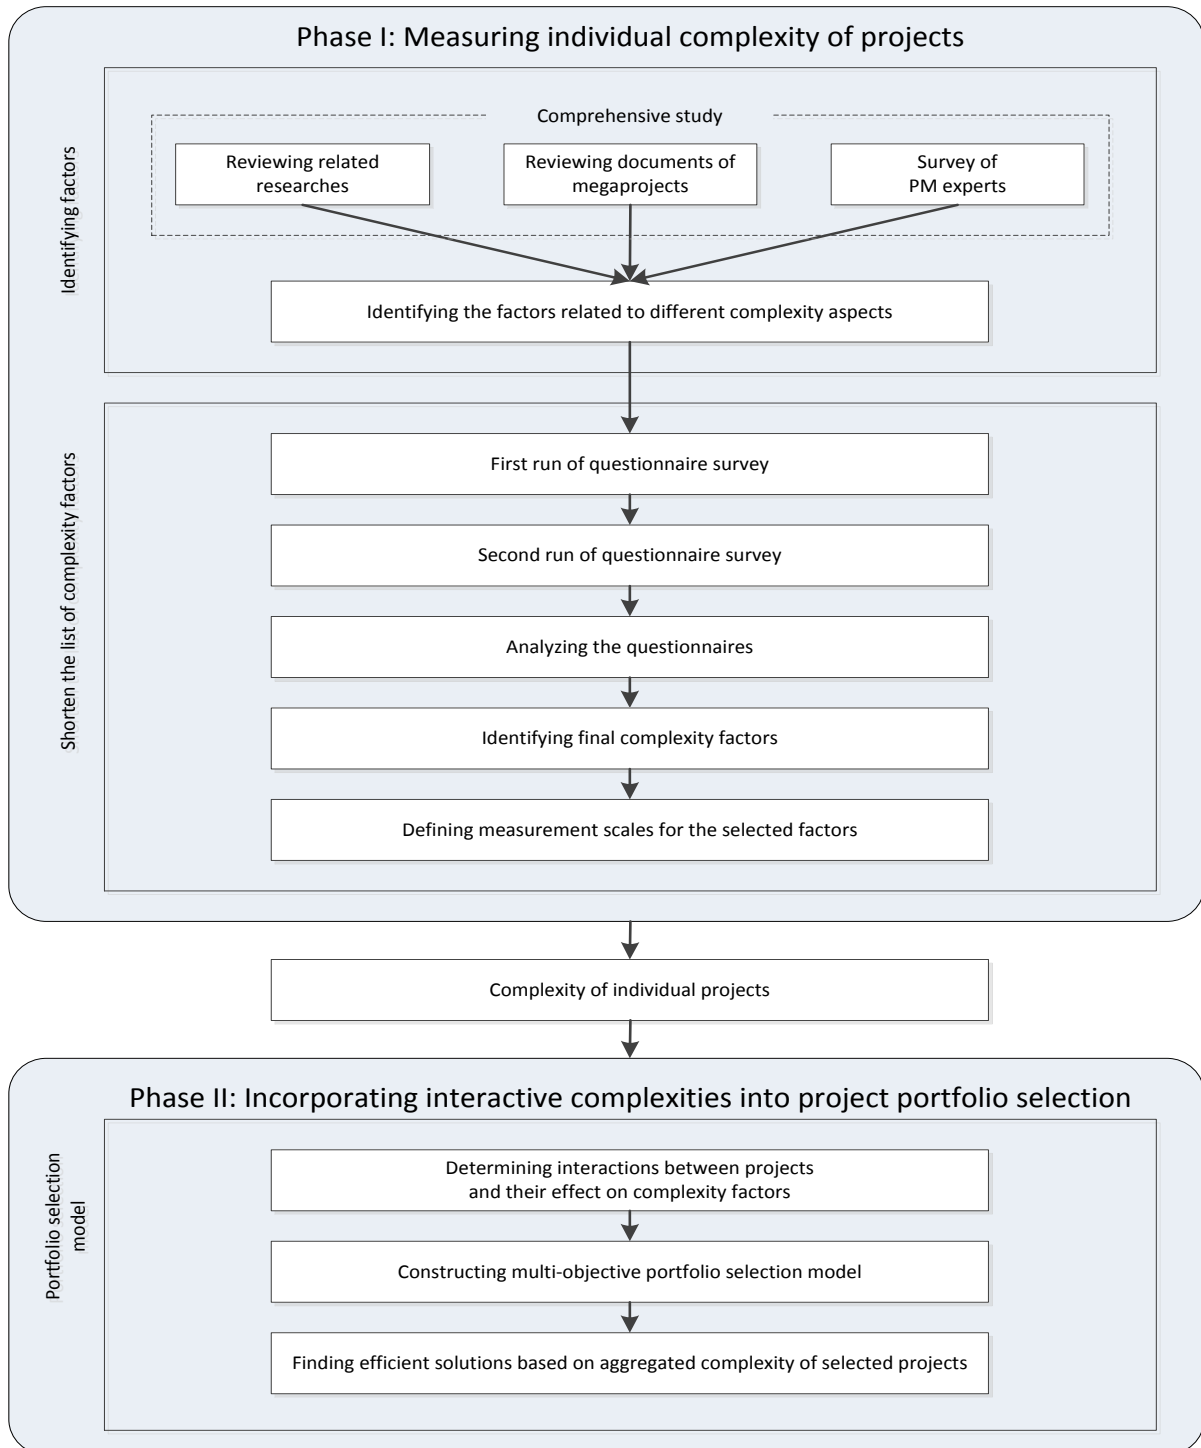 Phase I: Measuring individual complexity of projects
Identifying factors
Comprehensive study
Reviewing related
researches
Reviewing documents of
megaprojects
Survey of
PM experts
Identifying the factors related to different complexity aspects
Shorten the list of complexity factors
First run of questionnaire survey
Second run of questionnaire survey
Analyzing the questionnaires
Identifying final complexity factors
Defining measurement scales for the selected factors
Complexity of individual projects
Phase II: Incorporating interactive complexities into project portfolio selection
Portfolio selection
model
Determining interactions between projects
and their effect on complexity factors
Constructing multi-objective portfolio selection model
Finding efficient solutions based on aggregated complexity of selected projects